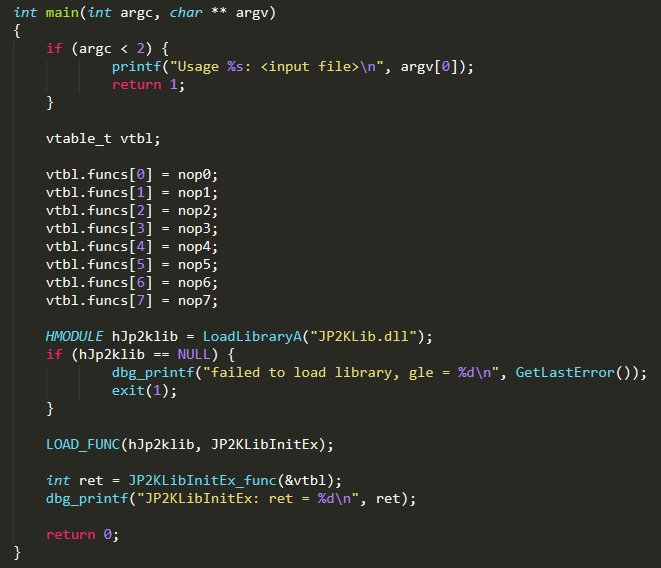 int main(int argc, char ** argv)
{
if (argc < 2) {
printf("Usage %s: <input file>\n", argv[0]);
return 1;
}
vtable_t vtbl;
vtbl.funcs[0] = nop0;
vtbl.funcs[1] = nop1;
vtbl.funcs[2] = nop2;
vtbl.funcs[3] = nop3;
vtbl.funcs[4] = nop4;
vtbl.funcs[5] = nop5;
vtbl.funcs[6] = nop6;
vtbl.funcs[7] = nop7;
HMODULE hJp2klib = LoadLibraryA("JP2KLib.dll");
if (hJp2klib == NULL) {
dbg_printf("failed to load library, gle = %d\n", GetLastError());
exit(1);
}
LOAD_FUNC(hJp2klib, JP2KLibInitEx);
int ret = JP2KLibInitEx_func(&vtbl);
dbg_printf("JP2KLibInitEx: ret = %d\n", ret);
return 0;
}